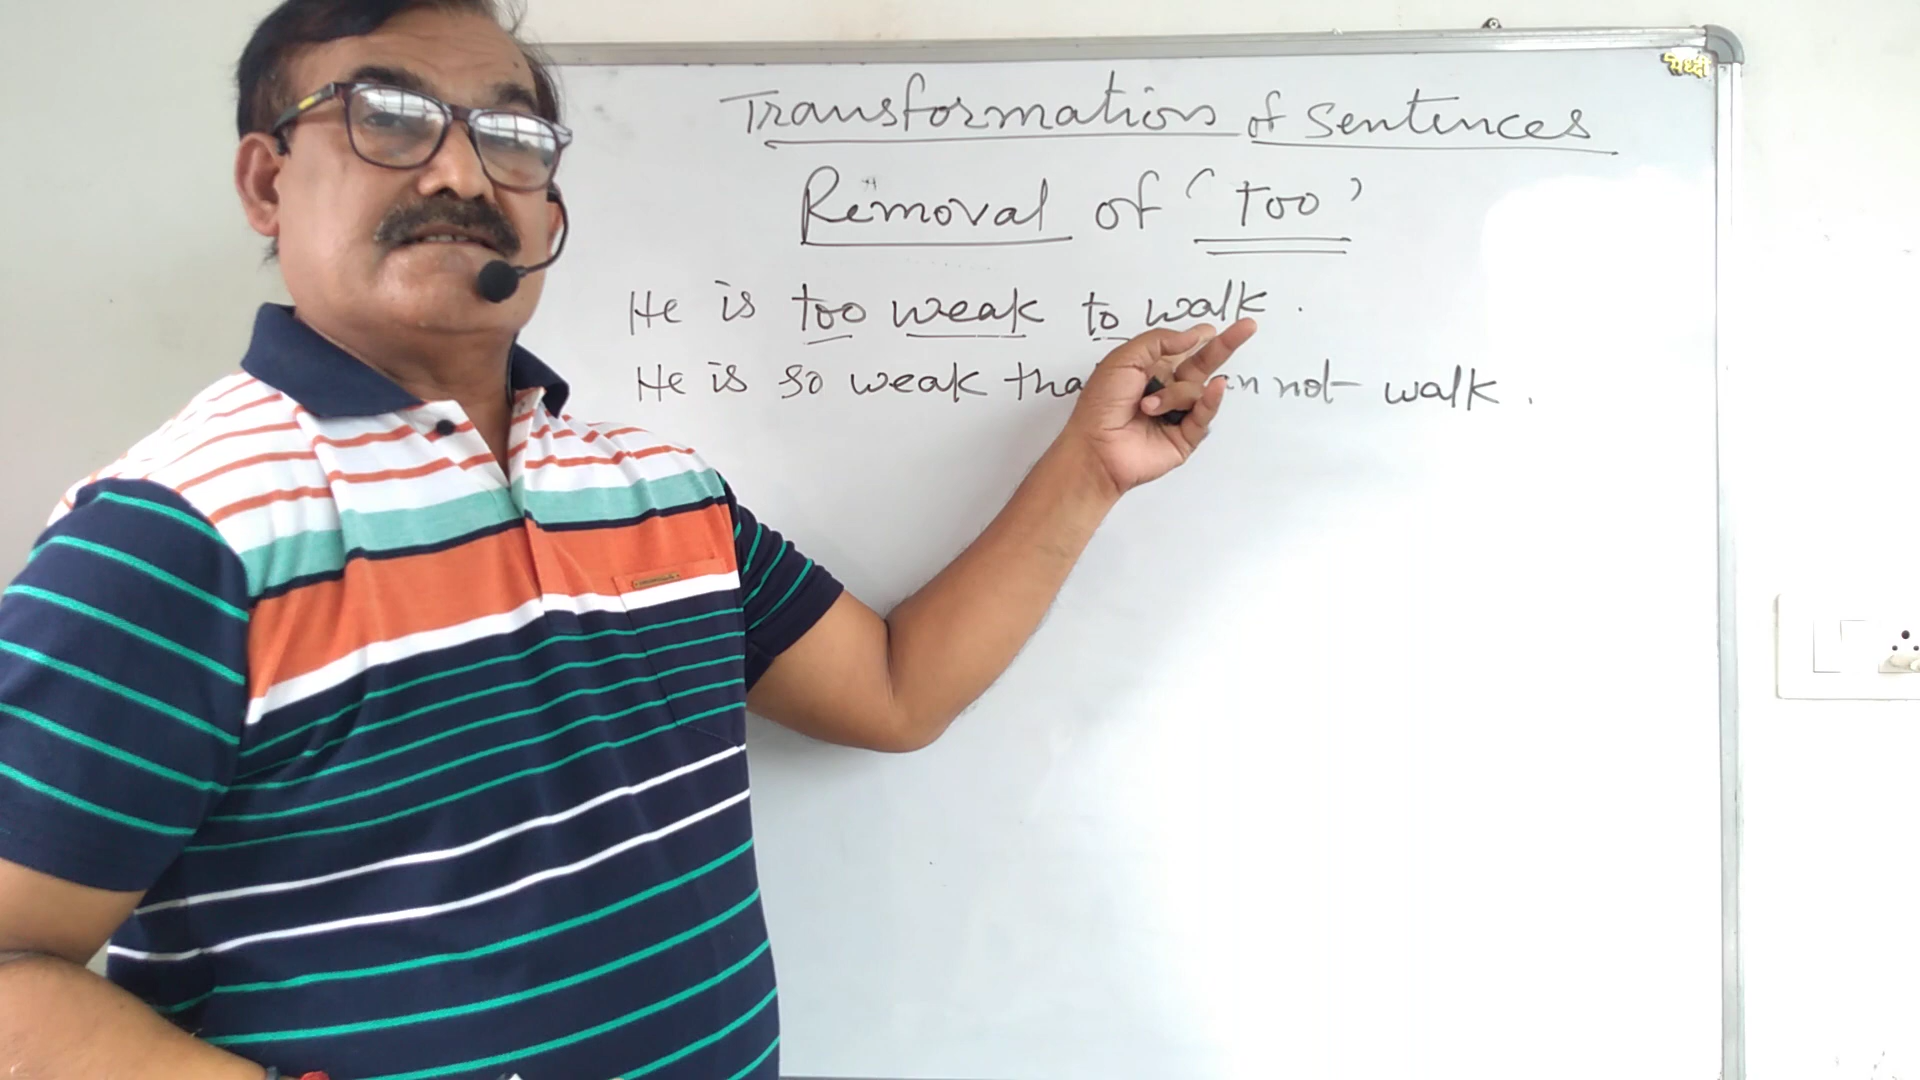 Transformation of Sentences
Removal of 'too'
He is too weak to walk.
He is so weak not walk.